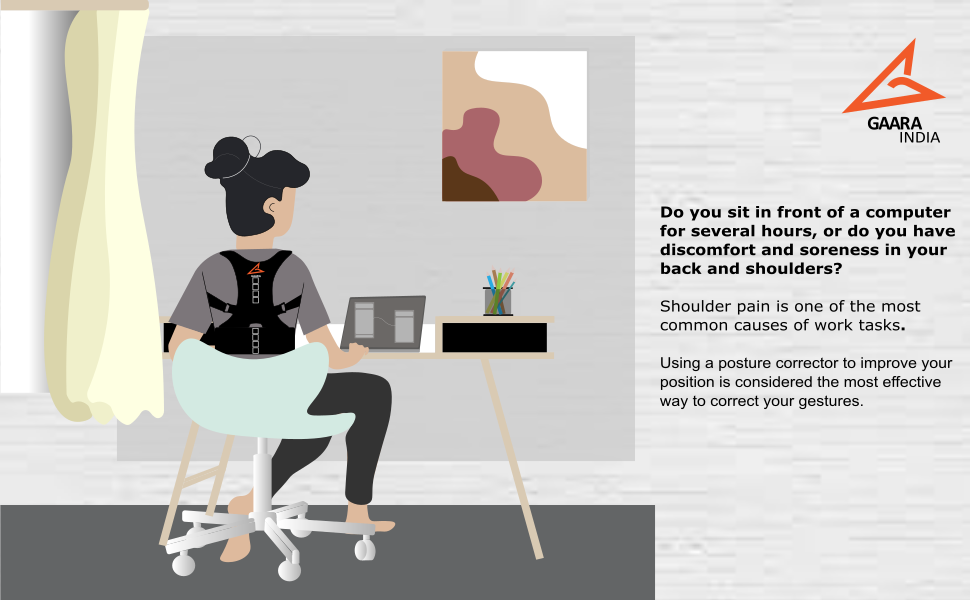 GAARA
INDIA
Do you sit in front of a computer
for several hours, or do you have
discomfort and soreness in your
back and shoulders?
Shoulder pain is one of the most
common causes of work tasks.
Using a posture corrector to improve your
position is considered the most effective
way to correct your gestures.